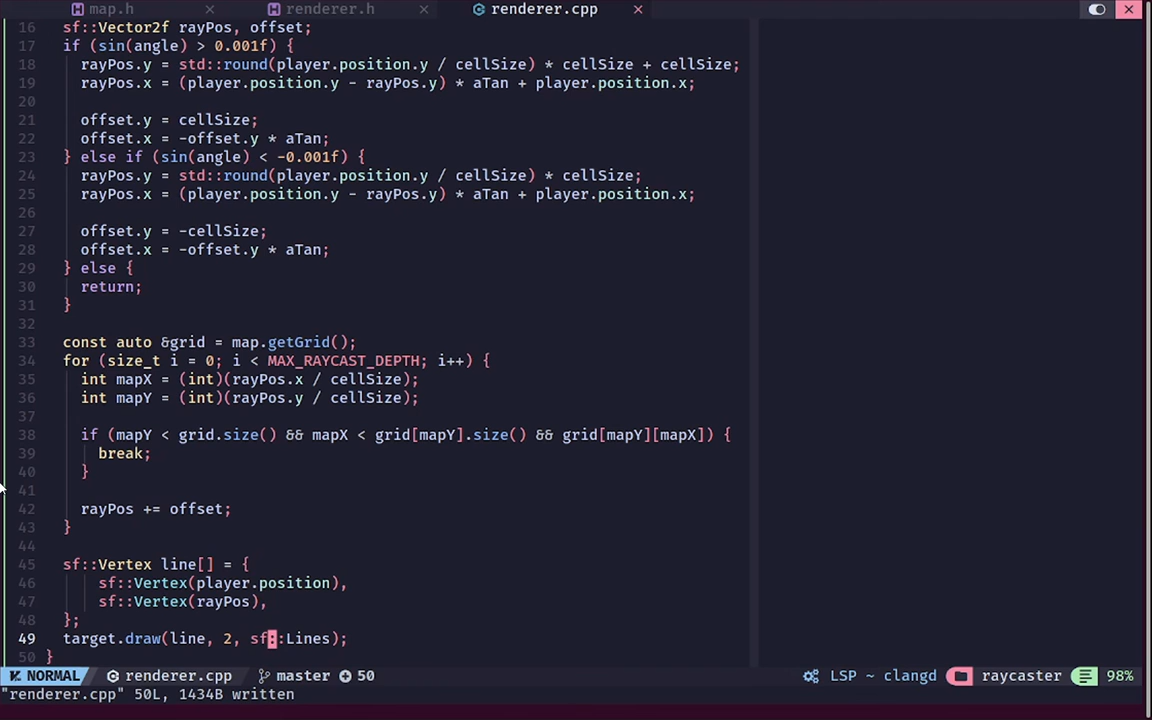 map.h renderer.h renderer.cpp
16 sf::Vector2f rayPos, offset;
17 if (sin(angle) > 0.001f) {
18 rayPos.y = std::round(player.position.y / cellSize) * cellSize + cellSize;
19 rayPos.x = (player.position.y - rayPos.y) * aTan + player.position.x;
20
21 offset.y = cellSize;
22 offset.x = -offset.y * aTan;
23 } else if (sin(angle) < -0.001f) {
24 rayPos.y = std::round(player.position.y / cellSize) * cellSize;
25 rayPos.x = (player.position.y - rayPos.y) * aTan + player.position.x;
26
27 offset.y = -cellSize;
28 offset.x = -offset.y * aTan;
29 } else {
30 return;
31 }
32
33 const auto &grid = map.getGrid();
34 for (size_t i = 0; i < MAX_RAYCAST_DEPTH; i++) {
35 int mapX = (int)(rayPos.x / cellSize);
36 int mapY = (int)(rayPos.y / cellSize);
37
38 if (mapY < grid.size() && mapX < grid[mapY].size() && grid[mapY][mapX]) {
39 break;
40 }
41
42 rayPos += offset;
43 }
44
45 sf::Vertex line[] = {
46 sf::Vertex(player.position),
47 sf::Vertex(rayPos),
48 };
49 target.draw(line, 2, sf::Lines);
50 }
NORMAL renderer.cpp master 50 LSP ~ clangd raycaster 98%
"renderer.cpp" 50L, 1434B written